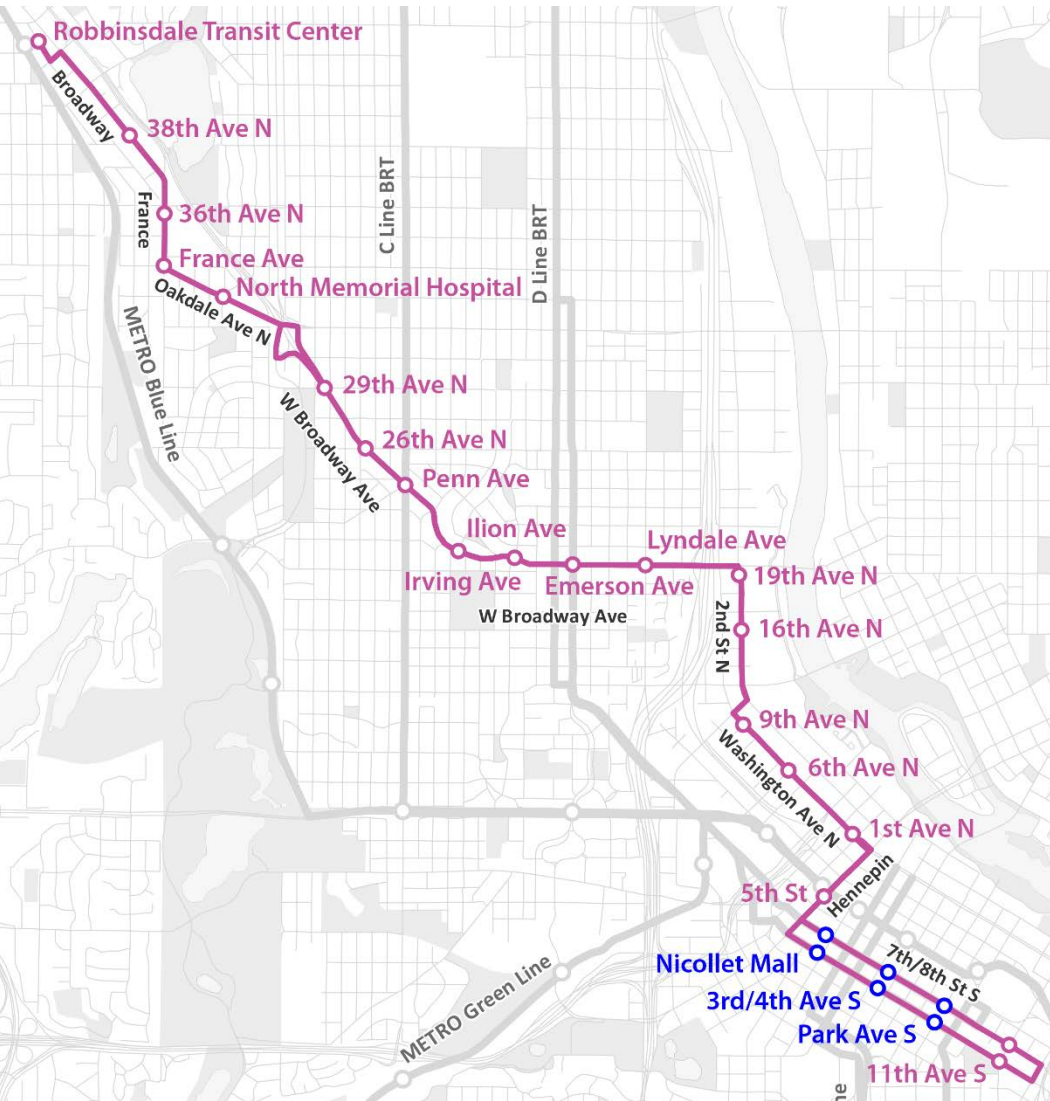 Robbinsdale Transit Center
Broadway
38th Ave N
C Line BRT
France
36th Ave N
D Line BRT
France Ave
North Memorial Hospital
Oakdale Ave N
METRO Blue Line
29th Ave N
W Broadway Ave
26th Ave N
Penn Ave
Ilion Ave
Lyndale Ave
Irving Ave
Emerson Ave
19th Ave N
W Broadway Ave
2nd St N
16th Ave N
9th Ave N
Washington Ave N
6th Ave N
1st Ave N
Hennepin
5th St
7th/8th St S
Nicollet Mall
METRO Green Line
3rd/4th Ave S
Park Ave S
11th Ave S